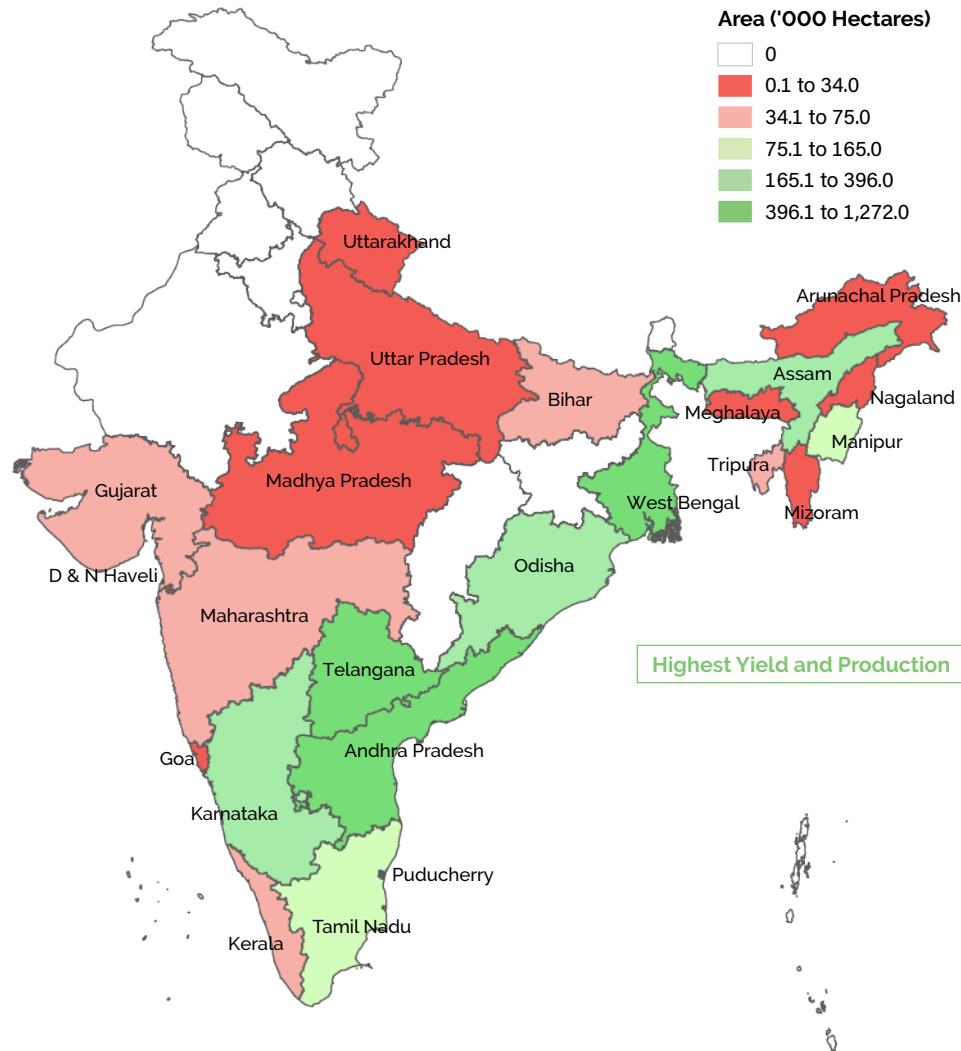 Area ('000 Hectares)
0
0.1 to 34.0
34.1 to 75.0
75.1 to 165.0
165.1 to 396.0
396.1 to 1,272.0
Uttarakhand
Arunachal Pradesh
Uttar Pradesh
Assam
Bihar
Nagaland
Meghalaya
Manipur
Tripura
Gujarat
Madhya Pradesh
West Bengal
Mizoram
Odisha
D & N Haveli
Maharashtra
Telangana
Highest Yield and Production
Andhra Pradesh
Goa
Karnataka
Puducherry
Tamil Nadu
Kerala